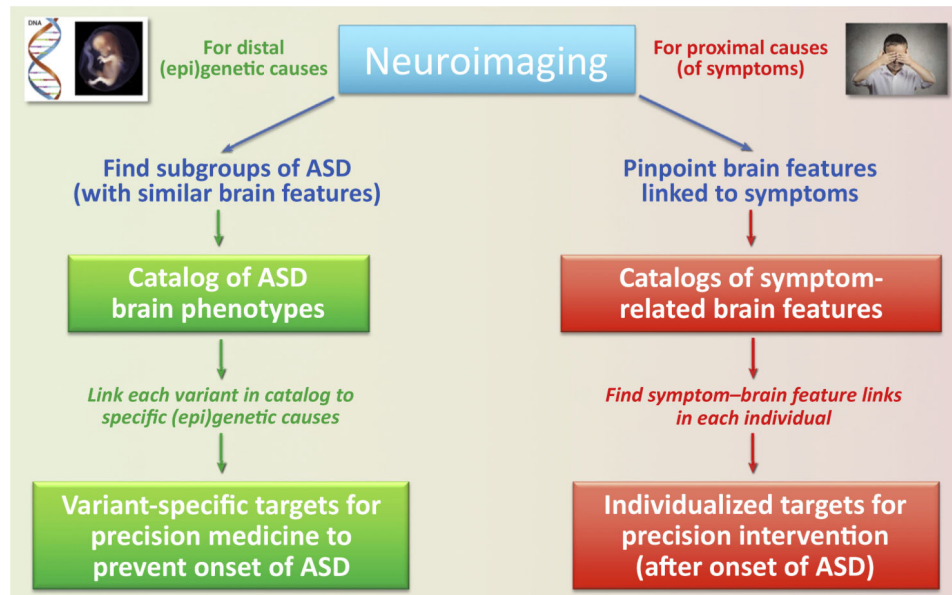 DNA
For distal
(epi)genetic causes
Neuroimaging
For proximal causes
(of symptoms)
Find subgroups of ASD
(with similar brain features)
Pinpoint brain features
linked to symptoms
Catalog of ASD
brain phenotypes
Catalogs of symptom-
related brain features
Link each variant in catalog to
specific (epi)genetic causes
Find symptom–brain feature links
in each individual
Variant-specific targets for
precision medicine to
prevent onset of ASD
Individualized targets for
precision intervention
(after onset of ASD)